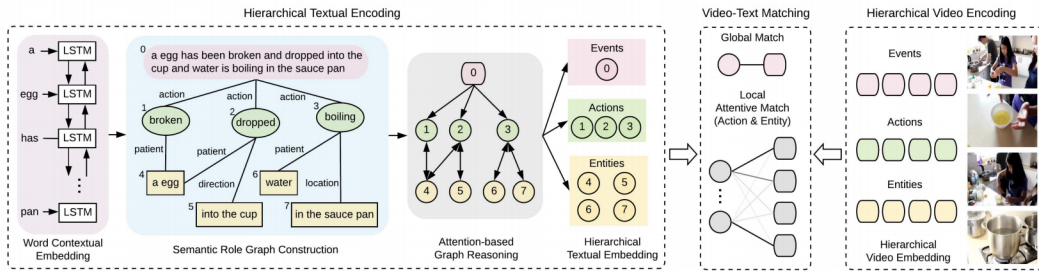 Hierarchical Textual Encoding
a
LSTM
egg
LSTM
has
LSTM
⋮
pan
LSTM
Word Contextual
Embedding
0
a egg has been broken and dropped into the
cup and water is boiling in the sauce pan
action
action
action
1
broken
2
dropped
3
boiling
patient
patient
patient
direction
location
4
a egg
5
into the cup
6
water
7
in the sauce pan
Semantic Role Graph Construction
0
1
2
3
4
5
6
7
Attention-based
Graph Reasoning
Events
0
Actions
1 2 3
Entities
4 5
6 7
Hierarchical
Textual Embedding
Video-Text Matching
Global Match
Local
Attentive Match
(Action & Entity)
...
Hierarchical Video Encoding
Events
Actions
Entities
Hierarchical
Video Embedding